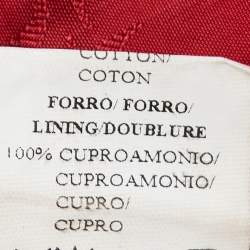 COTTON/
COTON
FORRO/ FORRO/
LINING/DOUBLURE
100% CUPROAMONIO/
CUPROAMONIO/
CUPRO/
CUPRO